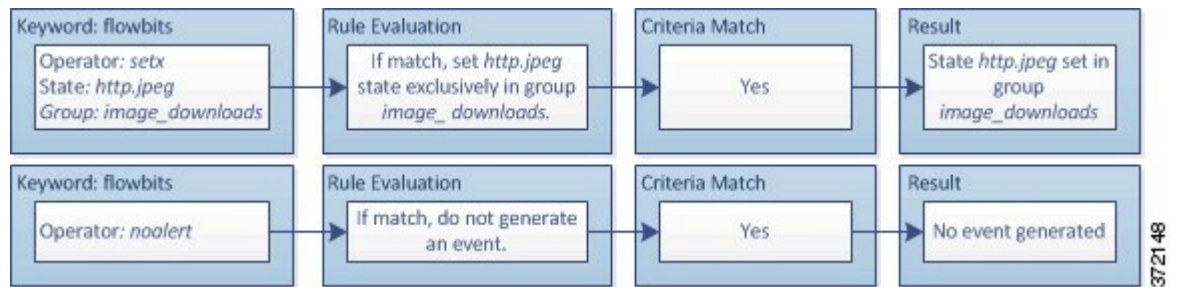 Keyword: flowbits
Operator: setx
State: http.jpeg
Group: image_ downloads
Rule Evaluation
If match, set http.jpeg
state exclusively in group
image_ downloads.
Criteria Match
Yes
Result
State http.jpeg set in
group
image_downloads
Keyword: flowbits
Operator: noalert
Rule Evaluation
If match, do not generate
an event.
Criteria Match
Yes
Result
No event generated
372148